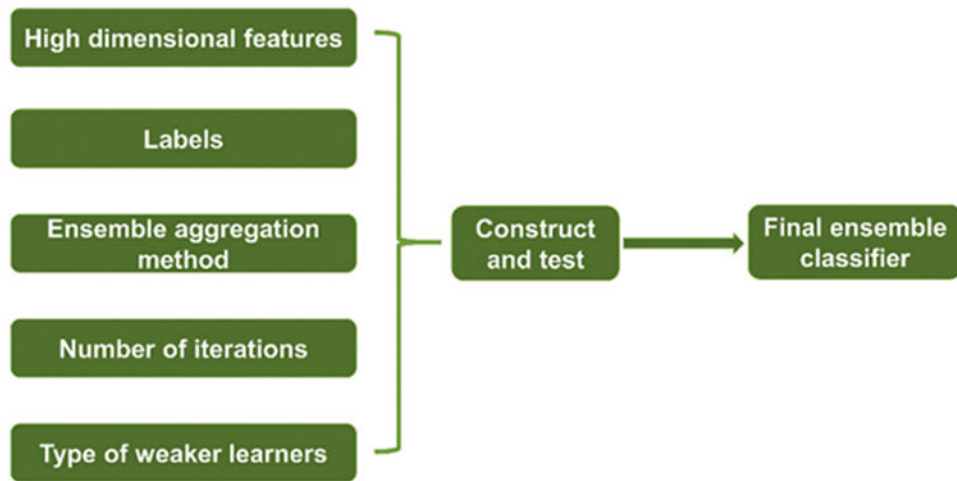 High dimensional features
Labels
Ensemble aggregation
method
Number of iterations
Type of weaker learners
Construct
and test
Final ensemble
classifier